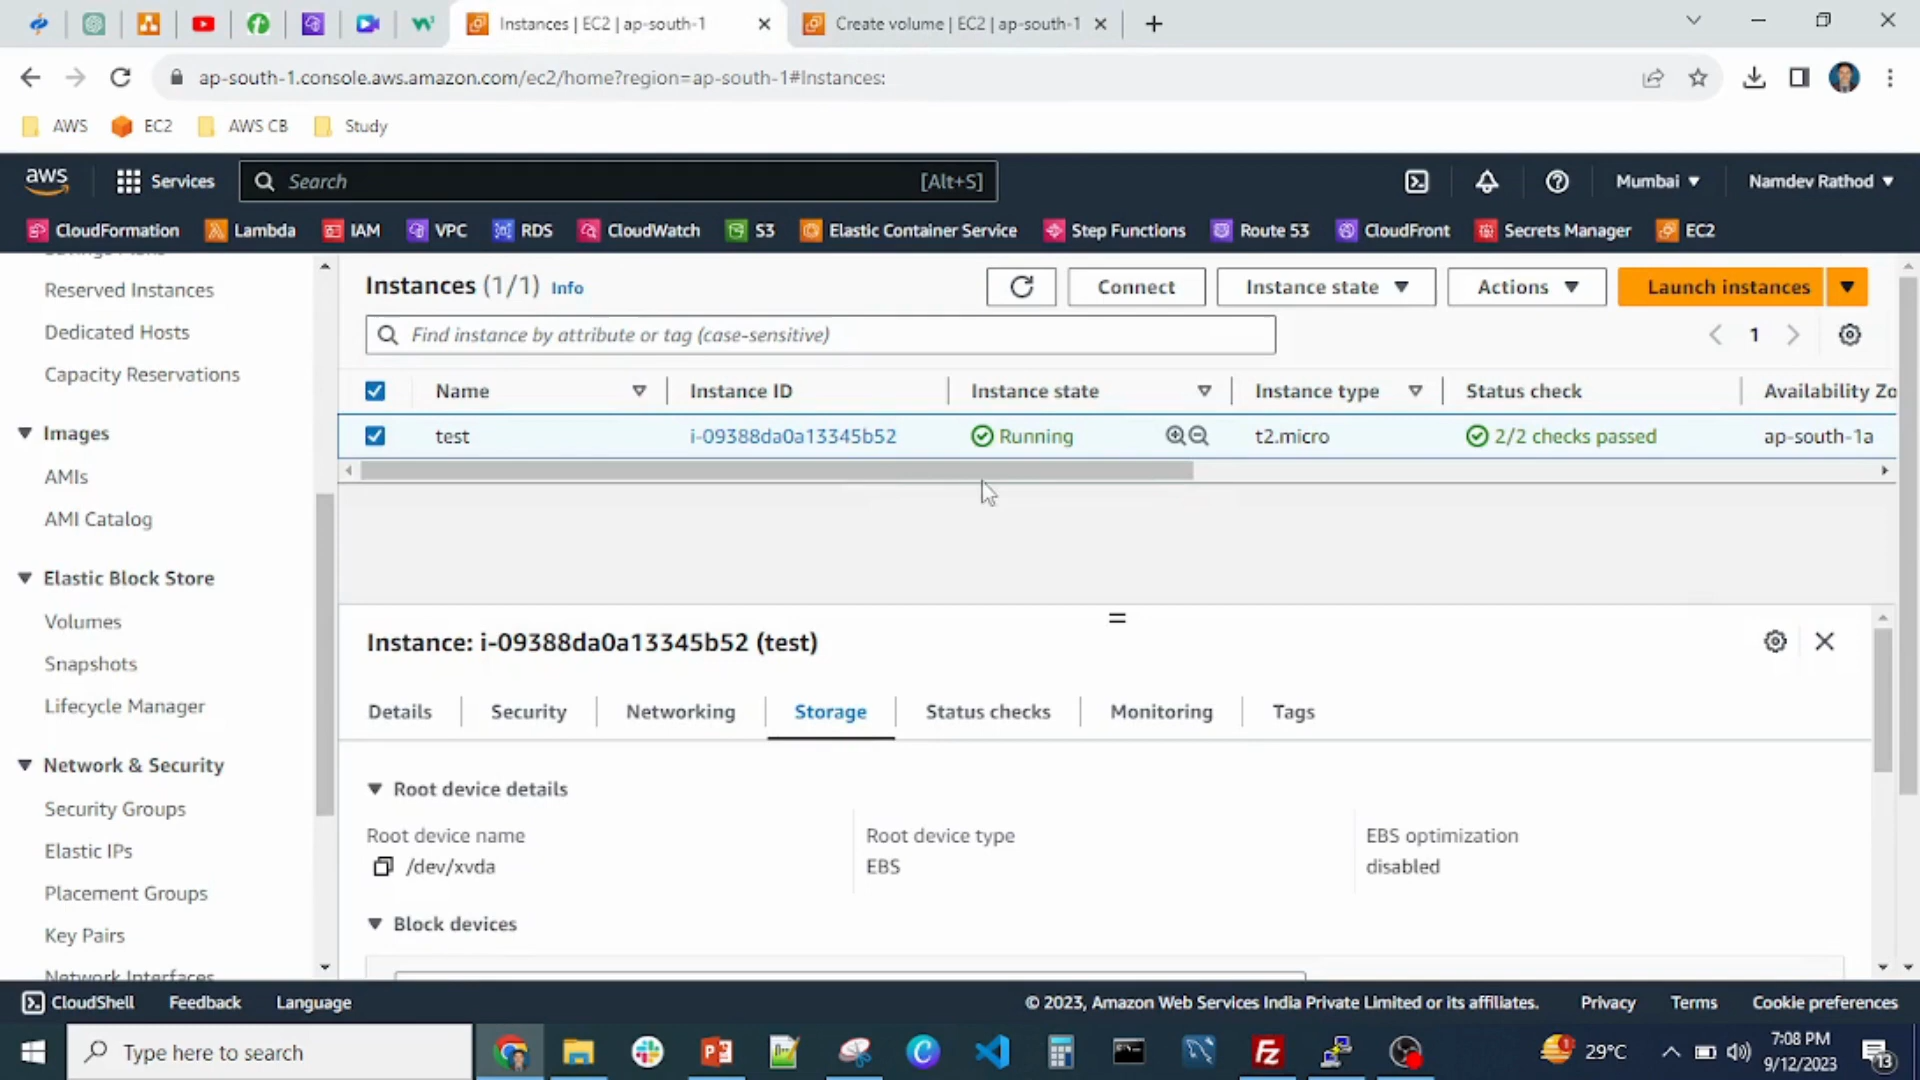 Instances | EC2 | ap-south-1
Create volume | EC2 | ap-south-1
ap-south-1.console.aws.amazon.com/ec2/home?region=ap-south-1#Instances:
AWS EC2 AWS CB Study
aws Services Search [Alt+S] Mumbai Namdev Rathod
CloudFormation Lambda IAM VPC RDS CloudWatch S3 Elastic Container Service Step Functions Route 53 CloudFront Secrets Manager EC2
Savings Plans
Reserved Instances
Dedicated Hosts
Capacity Reservations
Images
AMIs
AMI Catalog
Elastic Block Store
Volumes
Snapshots
Lifecycle Manager
Network & Security
Security Groups
Elastic IPs
Placement Groups
Key Pairs
Network Interfaces
Instances (1/1) Info
Connect Instance state Actions Launch instances
Find instance by attribute or tag (case-sensitive)
1
Name Instance ID Instance state Instance type Status check Availability Zo
test i-09388da0a13345b52 Running t2.micro 2/2 checks passed ap-south-1a
Instance: i-09388da0a13345b52 (test)
Details Security Networking Storage Status checks Monitoring Tags
Root device details
Root device name Root device type EBS optimization
/dev/xvda EBS disabled
Block devices
CloudShell Feedback Language © 2023, Amazon Web Services India Private Limited or its affiliates. Privacy Terms Cookie preferences
Type here to search
29°C
7:08 PM
9/12/2023
13